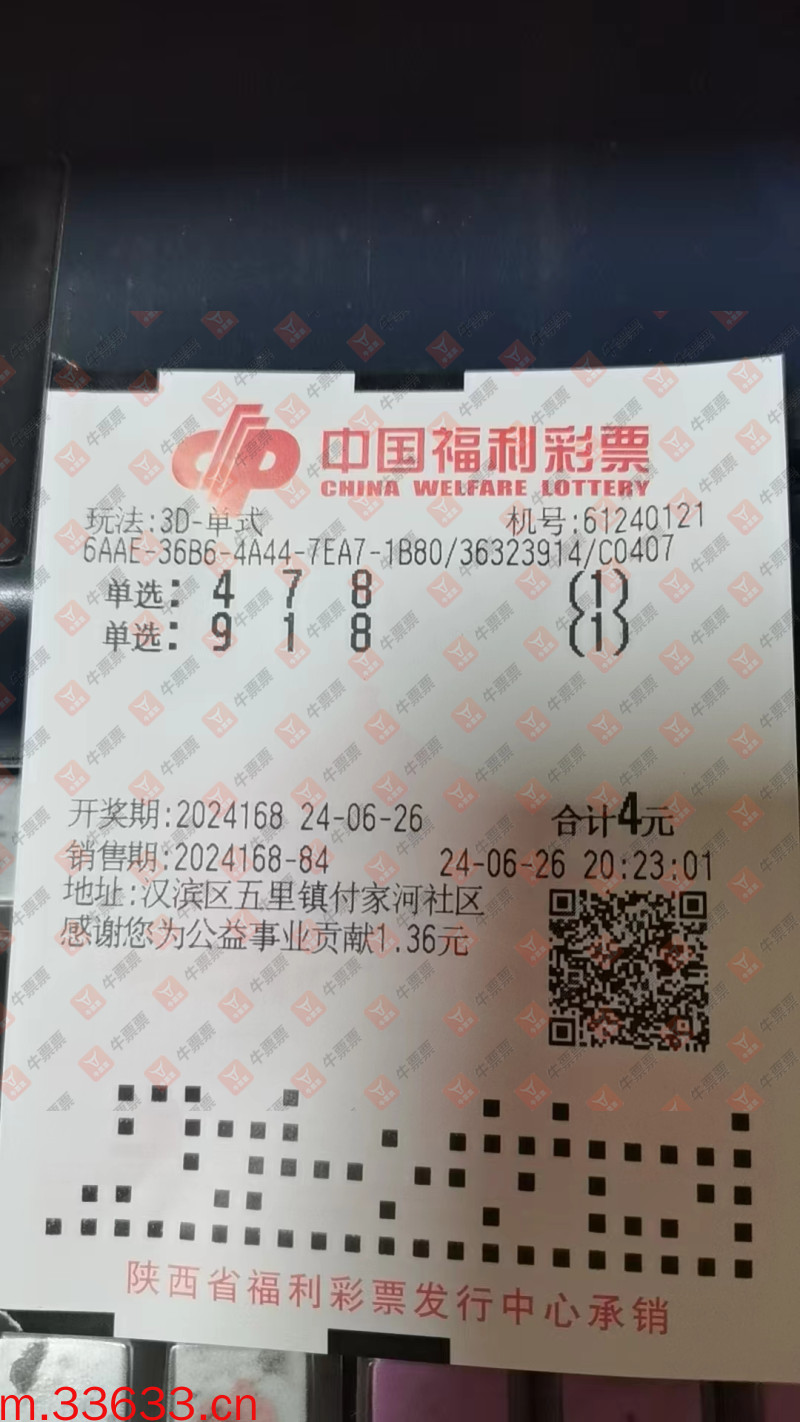 中国福利彩票
CHINA WELFARE LOTTERY
玩法:3D-单式 机号:61240121
6AAE-36B6-4A44-7EA7-1B80/36323914/C0407
单选: 4 7 8 (1)
单选: 9 1 8 (1)
开奖期:2024168 24-06-26 合计4元
销售期:2024168-84 24-06-26 20:23:01
地址:汉滨区五里镇付家河社区
感谢您为公益事业贡献1.36元
陕西省福利彩票发行中心承销
m.33633.cn
牛票票